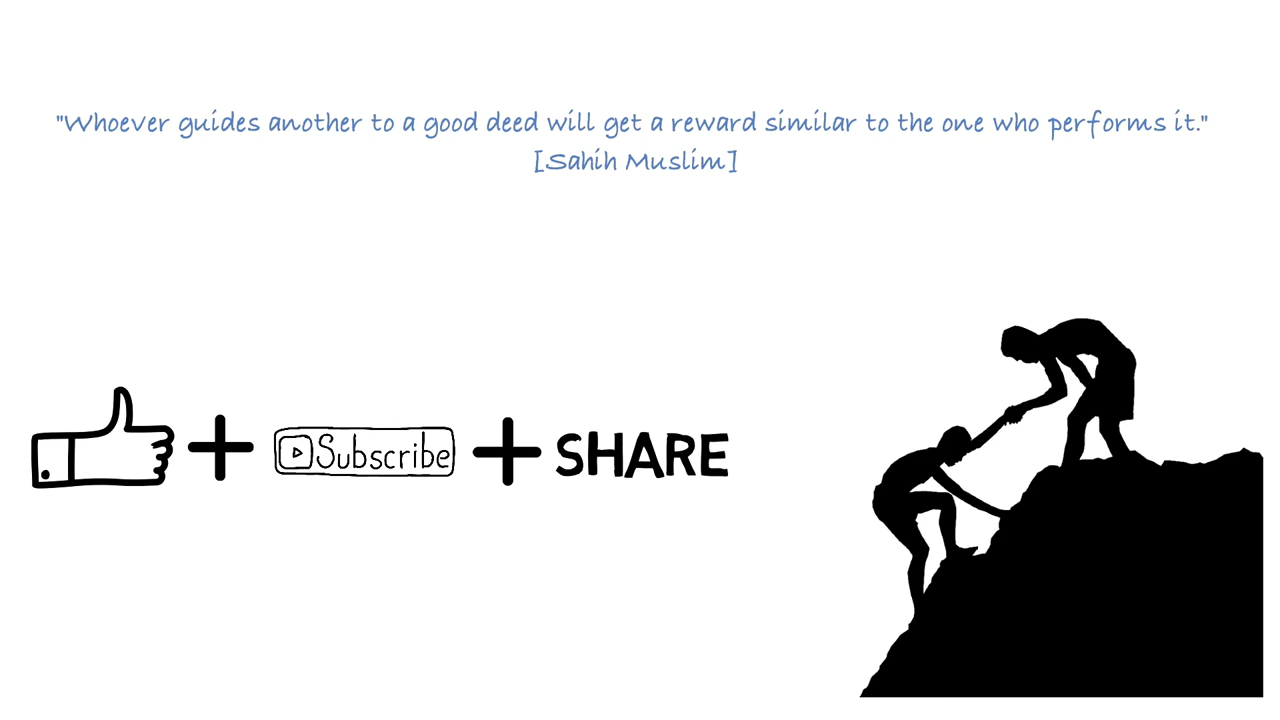 "Whoever guides another to a good deed will get a reward similar to the one who performs it."
[Sahih Muslim]
Subscribe
SHARE